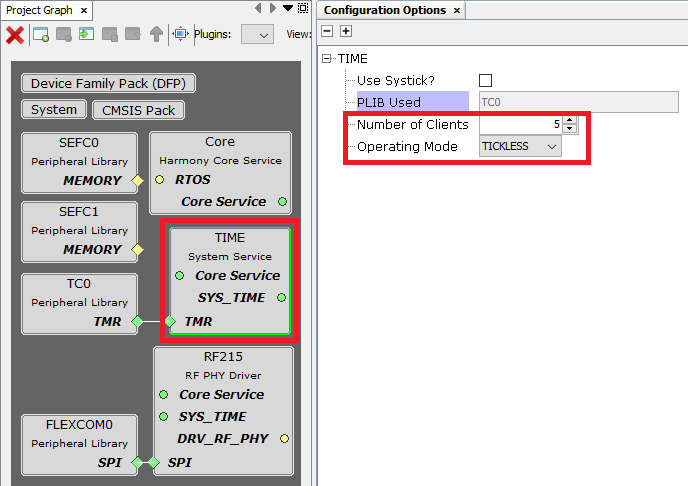 Project Graph
Plugins:
View:
Device Family Pack (DFP)
System
CMSIS Pack
SEFC0
Peripheral Library
MEMORY
Core
Harmony Core Service
RTOS
Core Service
SEFC1
Peripheral Library
MEMORY
TIME
System Service
Core Service
SYS_TIME
TMR
TC0
Peripheral Library
TMR
RF215
RF PHY Driver
Core Service
SYS_TIME
DRV_RF_PHY
SPI
FLEXCOM0
Peripheral Library
SPI
Configuration Options
TIME
Use Systick?
PLIB Used TC0
Number of Clients 5
Operating Mode TICKLESS